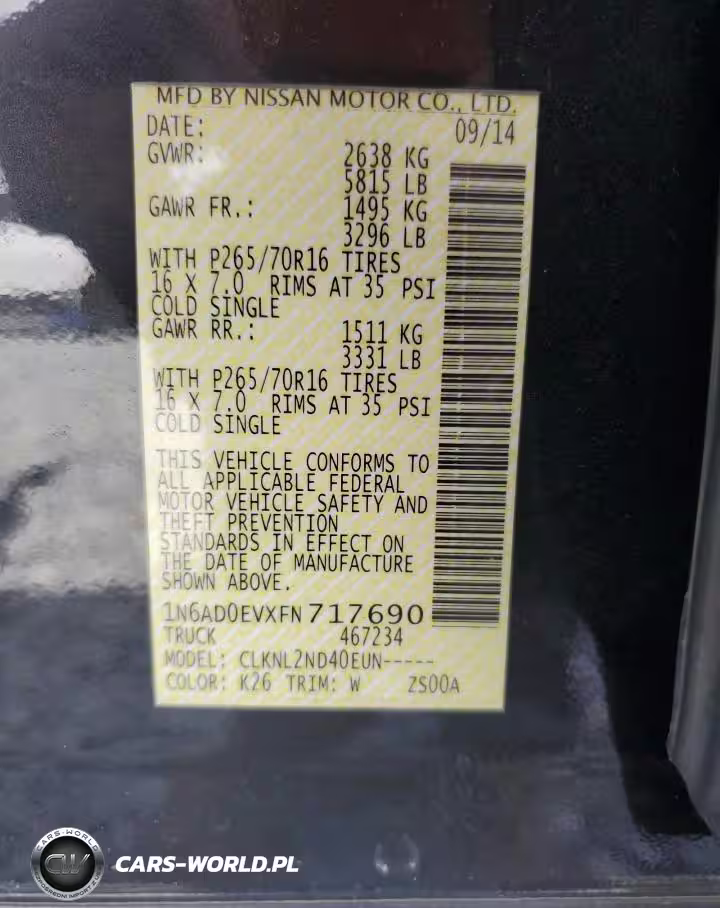 MFD BY NISSAN MOTOR CO., LTD.
DATE: 09/14
GVWR: 2638 KG
5815 LB
GAWR FR.: 1495 KG
3296 LB
WITH P265/70R16 TIRES
16 X 7.0 RIMS AT 35 PSI
COLD SINGLE
GAWR RR.: 1511 KG
3331 LB
WITH P265/70R16 TIRES
16 X 7.0 RIMS AT 35 PSI
COLD SINGLE
THIS VEHICLE CONFORMS TO
ALL APPLICABLE FEDERAL
MOTOR VEHICLE SAFETY AND
THEFT PREVENTION
STANDARDS IN EFFECT ON
THE DATE OF MANUFACTURE
SHOWN ABOVE.
1N6AD0EVXFN717690
TRUCK 467234
MODEL: CLKNL2ND40EUN-----
COLOR: K26 TRIM: W ZS00A
CARS-WORLD
CW
CARS-WORLD.PL